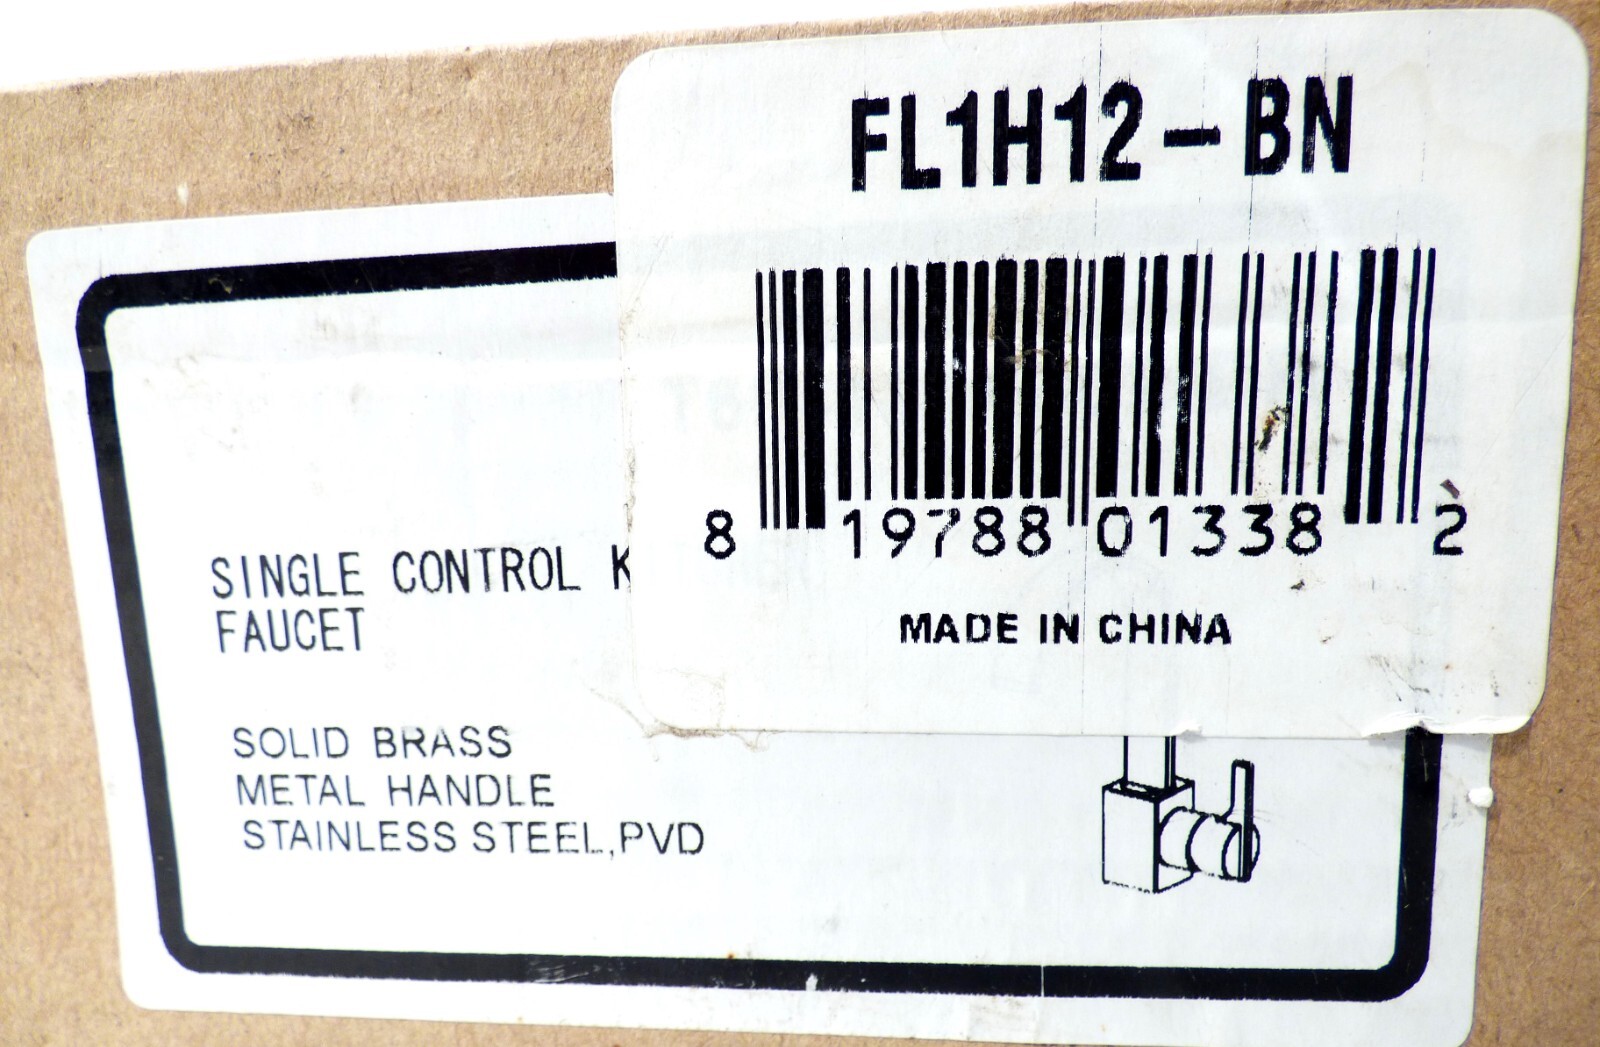 FL1H12-BN
8 19788 01338 2
MADE IN CHINA
SINGLE CONTROL K
FAUCET
SOLID BRASS
METAL HANDLE
STAINLESS STEEL,PVD